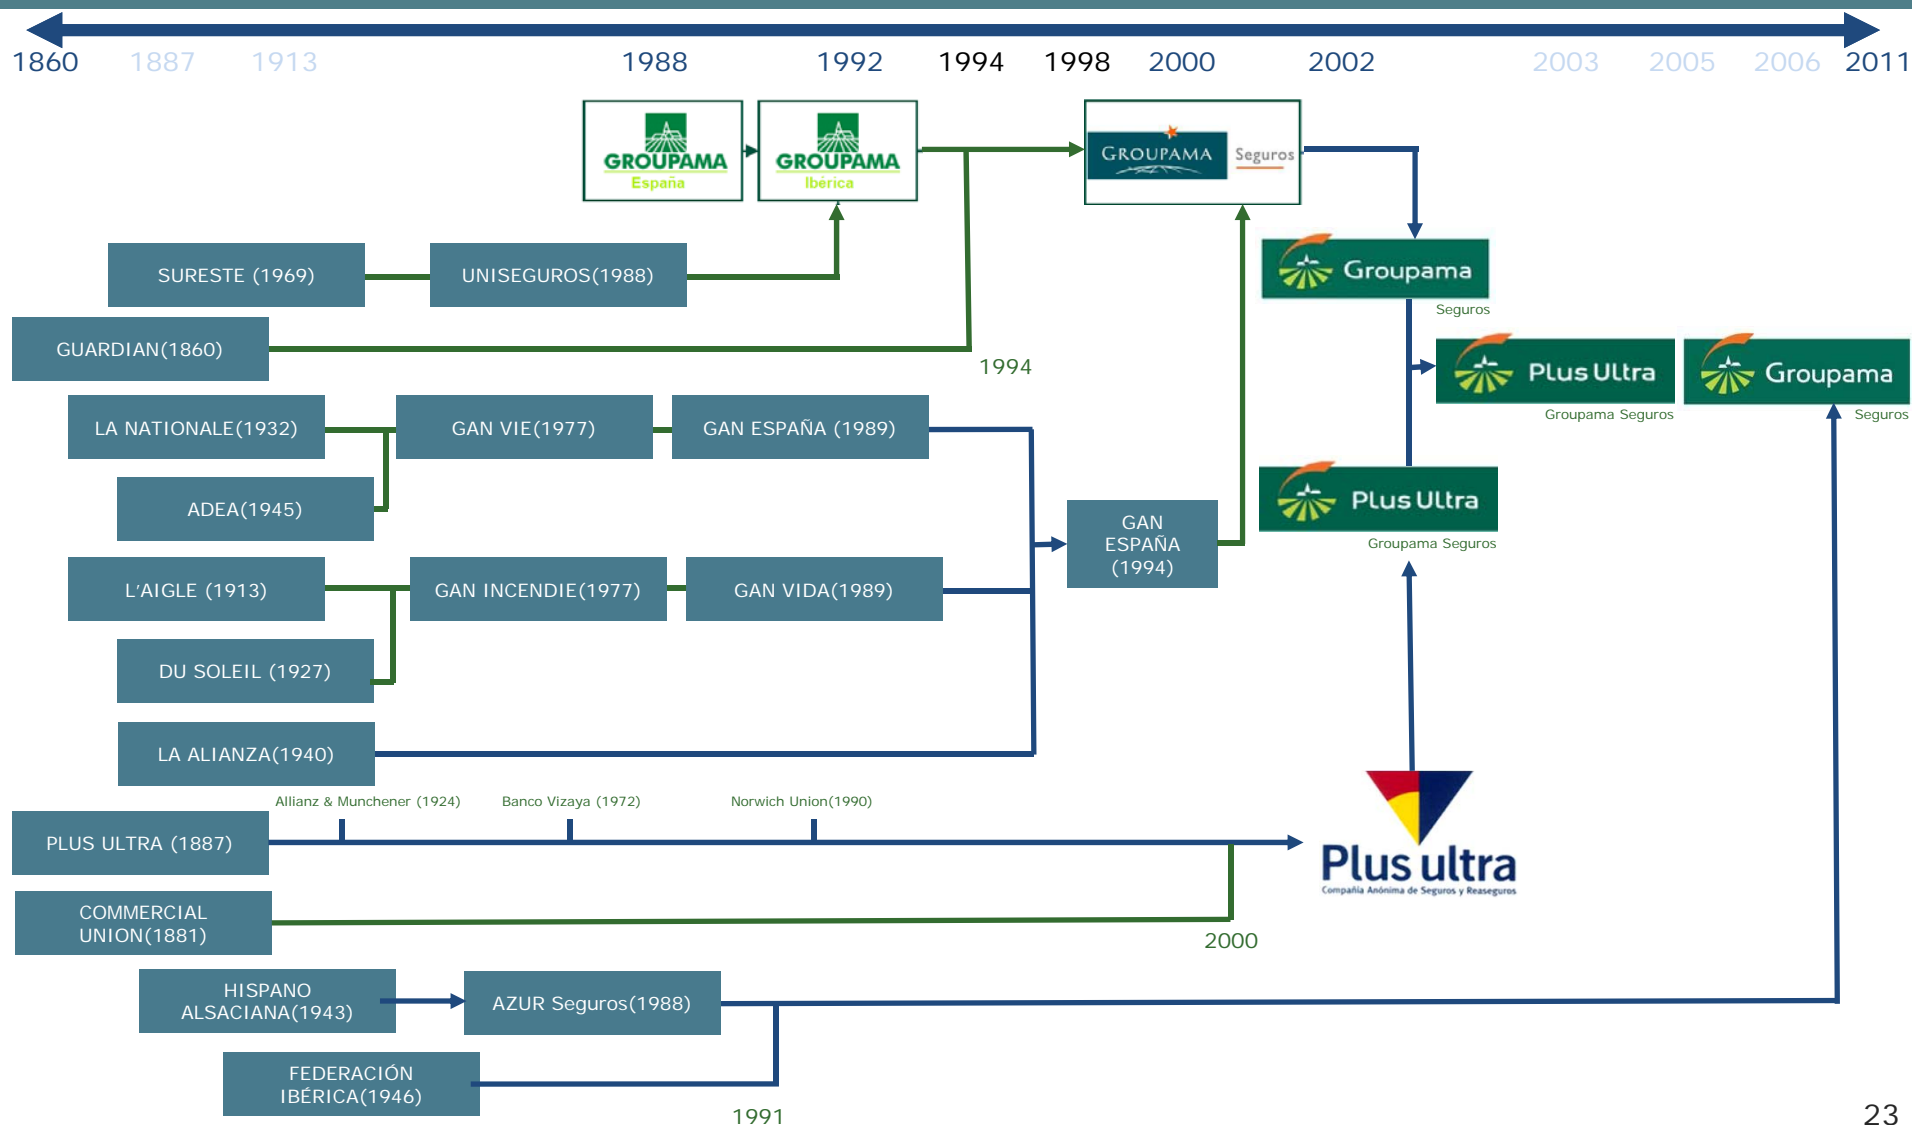 1860 1887 1913 1988 1992 1994 1998 2000 2002 2003 2005 2006 2011
GROUPAMA
España
GROUPAMA
Ibérica
GROUPAMA Seguros
SURESTE (1969)
UNISEGUROS(1988)
Groupama
Seguros
GUARDIAN(1860)
1994
Plus Ultra
Groupama Seguros
Groupama
Seguros
LA NATIONALE(1932)
GAN VIE(1977)
GAN ESPAÑA (1989)
ADEA(1945)
GAN
ESPAÑA
(1994)
Plus Ultra
Groupama Seguros
L'AIGLE (1913)
GAN INCENDIE(1977)
GAN VIDA(1989)
DU SOLEIL (1927)
LA ALIANZA(1940)
Allianz & Munchener (1924)
Banco Vizaya (1972)
Norwich Union(1990)
PLUS ULTRA (1887)
Plus ultra
Compañía Anónima de Seguros y Reaseguros
COMMERCIAL
UNION(1881)
2000
HISPANO
ALSACIANA(1943)
AZUR Seguros(1988)
FEDERACIÓN
IBÉRICA(1946)
1991
23